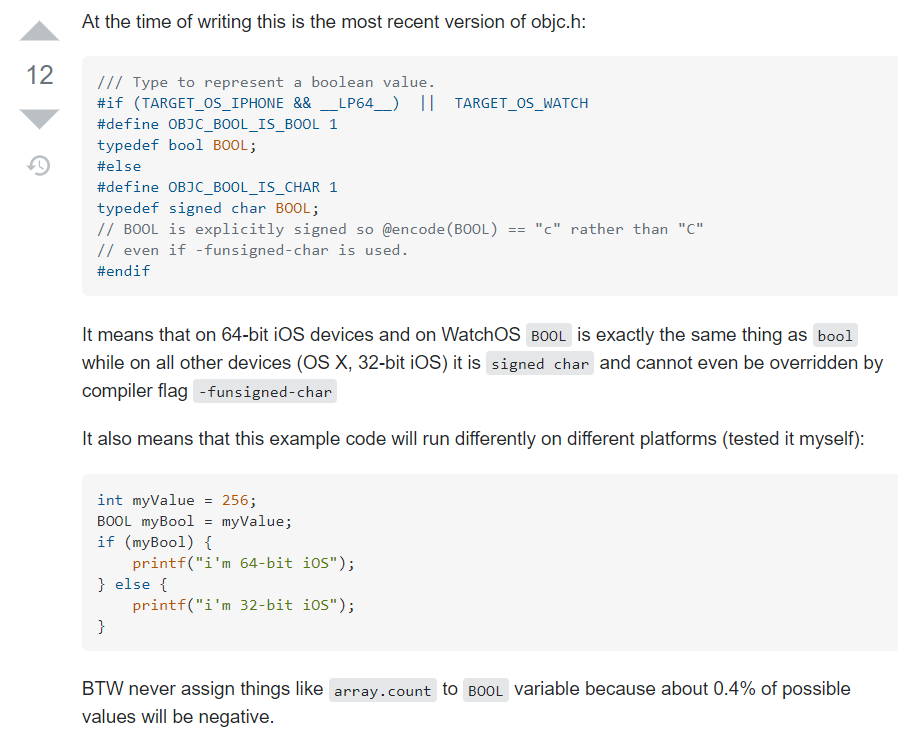 At the time of writing this is the most recent version of objc.h:
12
/// Type to represent a boolean value.
#if (TARGET_OS_IPHONE && __LP64__)  ||  TARGET_OS_WATCH
#define OBJC_BOOL_IS_BOOL 1
typedef bool BOOL;
#else
#define OBJC_BOOL_IS_CHAR 1
typedef signed char BOOL;
// BOOL is explicitly signed so @encode(BOOL) == "c" rather than "C"
// even if -funsigned-char is used.
#endif
It means that on 64-bit iOS devices and on WatchOS BOOL is exactly the same thing as bool
while on all other devices (OS X, 32-bit iOS) it is signed char and cannot even be overridden by
compiler flag -funsigned-char
It also means that this example code will run differently on different platforms (tested it myself):
int myValue = 256;
BOOL myBool = myValue;
if (myBool) {
    printf("i'm 64-bit iOS");
} else {
    printf("i'm 32-bit iOS");
}
BTW never assign things like array.count to BOOL variable because about 0.4% of possible
values will be negative.